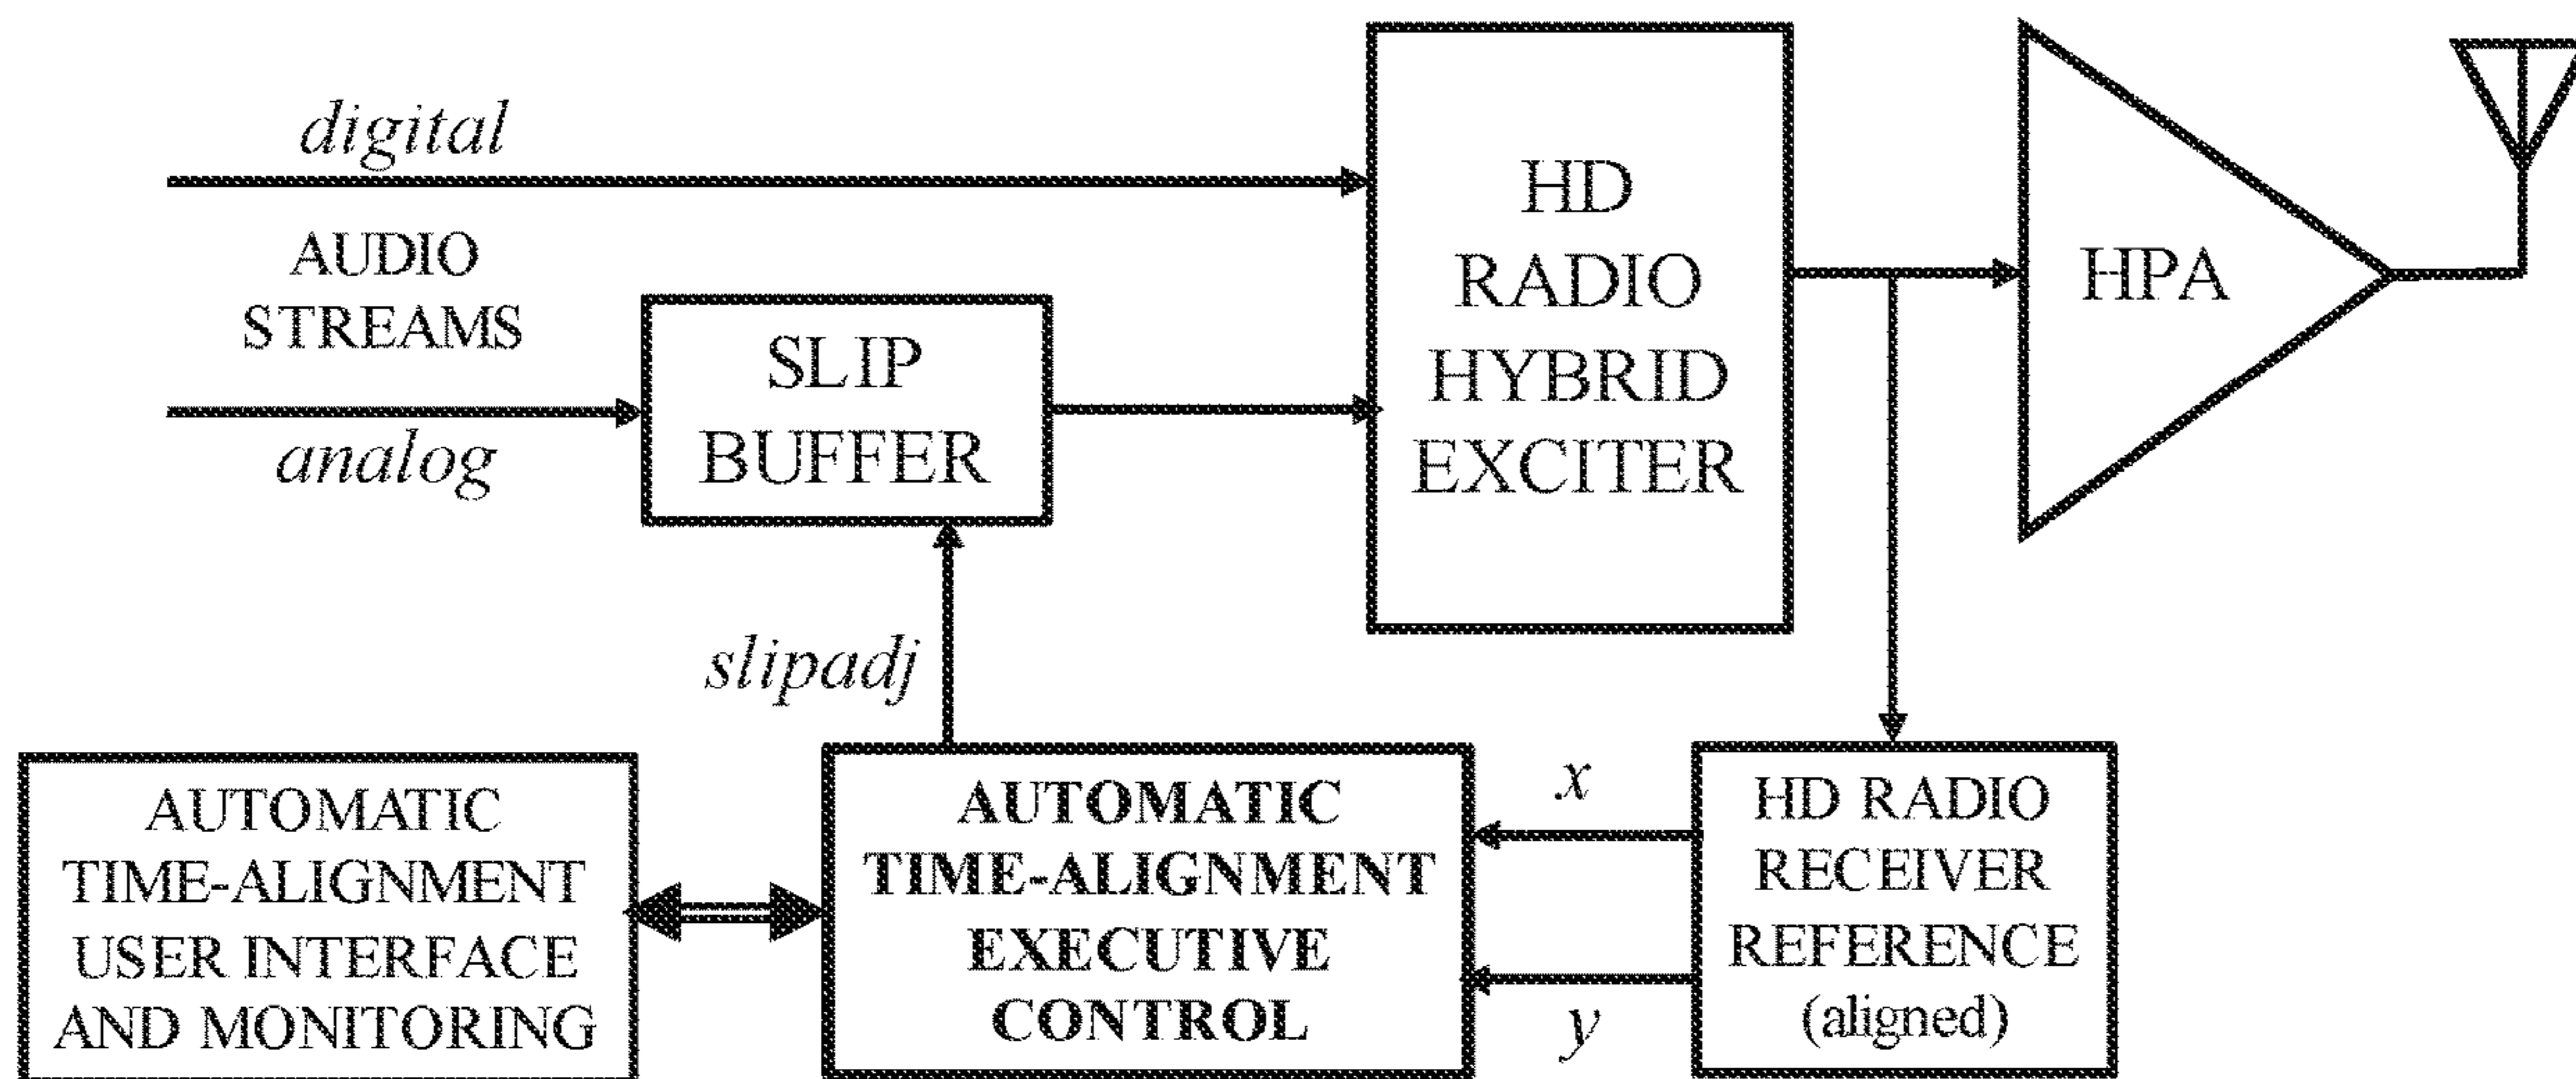 digital
AUDIO
STREAMS
analog
SLIP
BUFFER
HD
RADIO
HYBRID
EXCITER
HPA
slipadj
AUTOMATIC
TIME-ALIGNMENT
USER INTERFACE
AND MONITORING
AUTOMATIC
TIME-ALIGNMENT
EXECUTIVE
CONTROL
x
y
HD RADIO
RECEIVER
REFERENCE
(aligned)